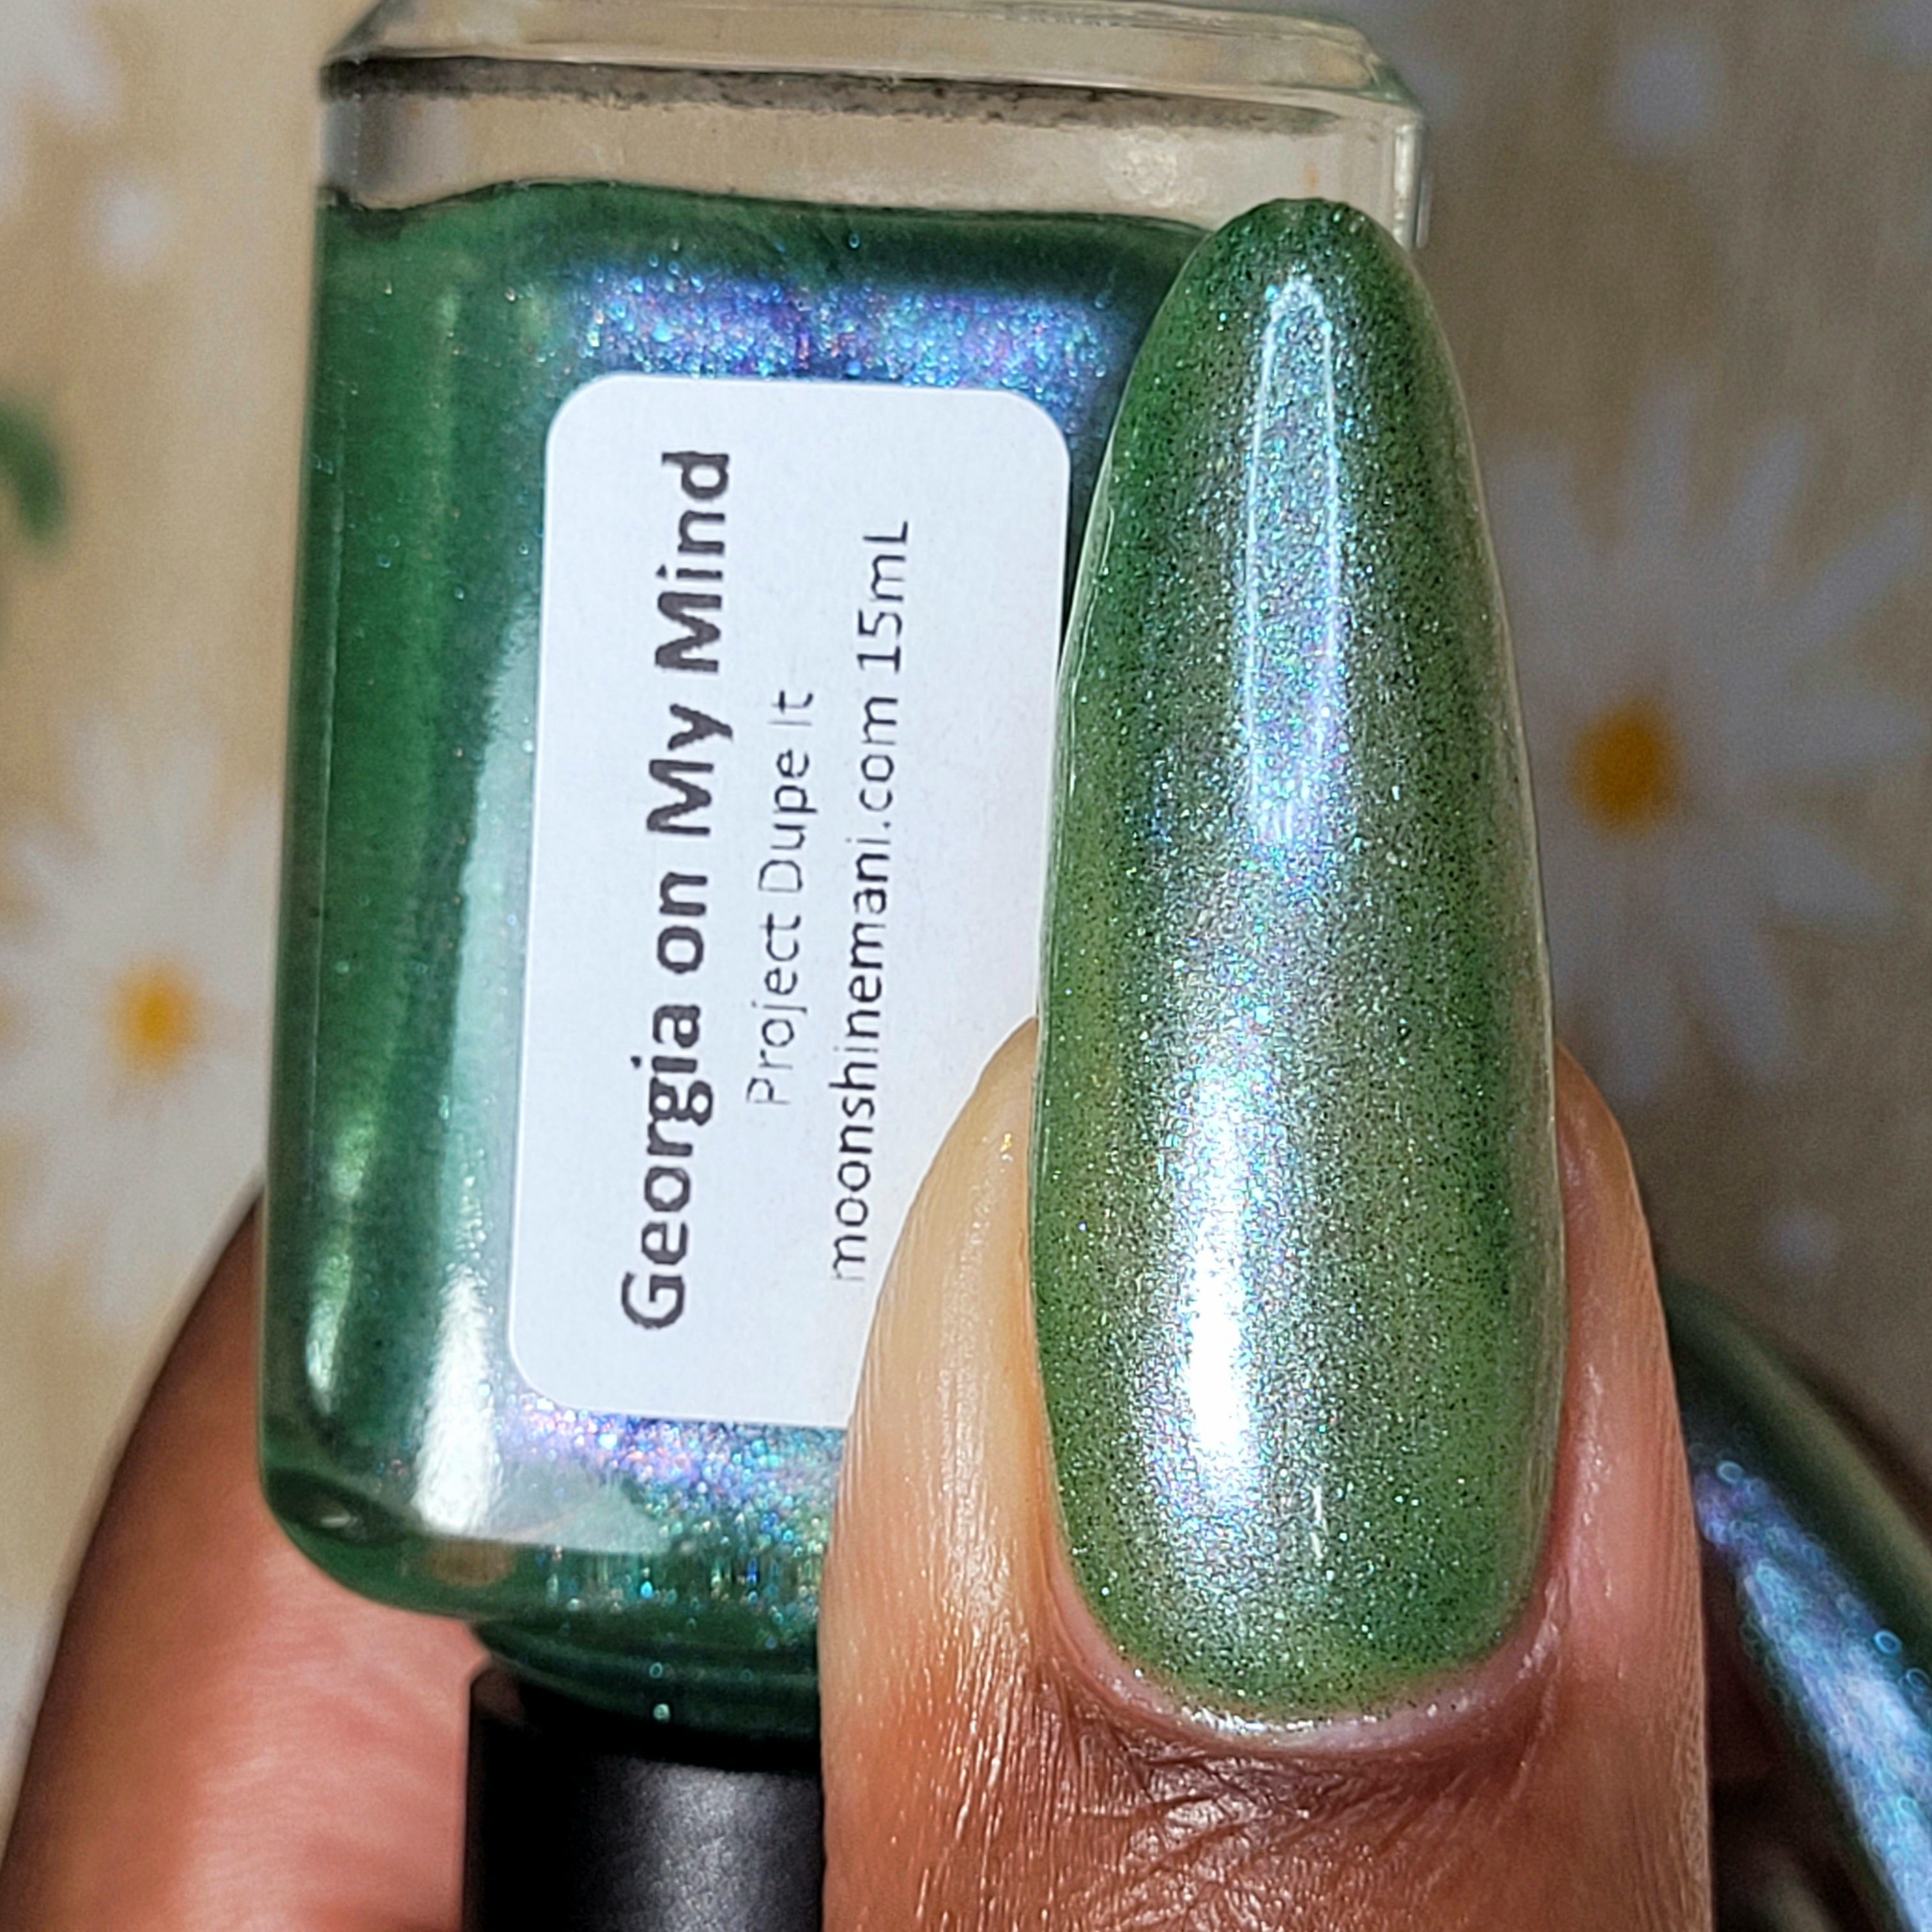 Georgia on My Mind
Project Dupe It
moonshinemani.com 15mL